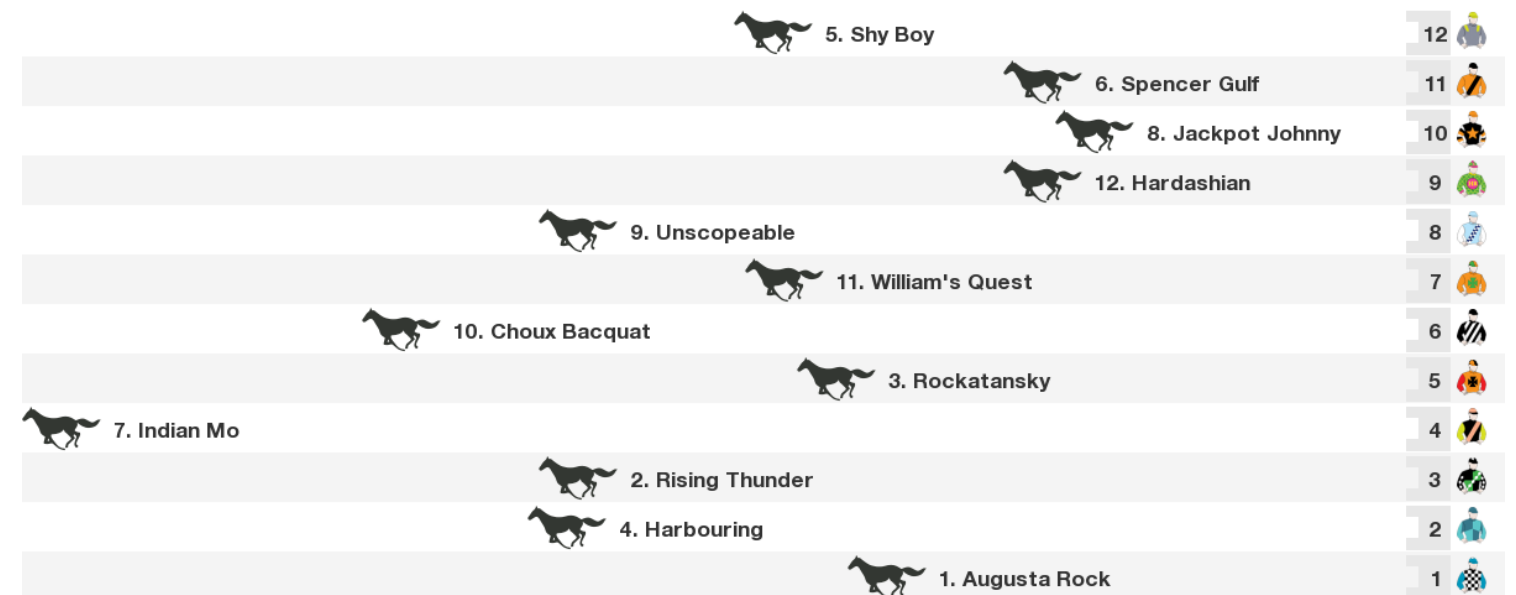 5. Shy Boy 12
6. Spencer Gulf 11
8. Jackpot Johnny 10
12. Hardashian 9
9. Unscopeable 8
11. William's Quest 7
10. Choux Bacquat 6
3. Rockatansky 5
7. Indian Mo 4
2. Rising Thunder 3
4. Harbouring 2
1. Augusta Rock 1